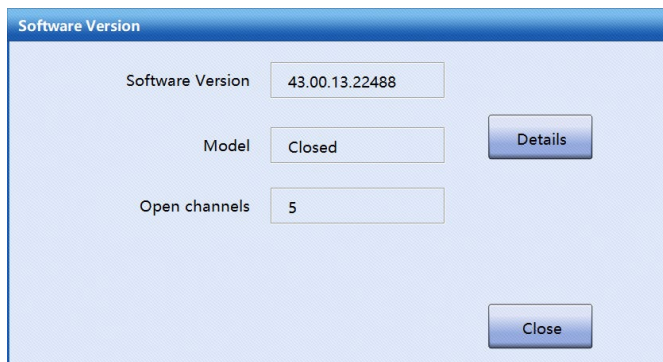 Software Version
Software Version 43.00.13.22488
Model Closed
Details
Open channels 5
Close